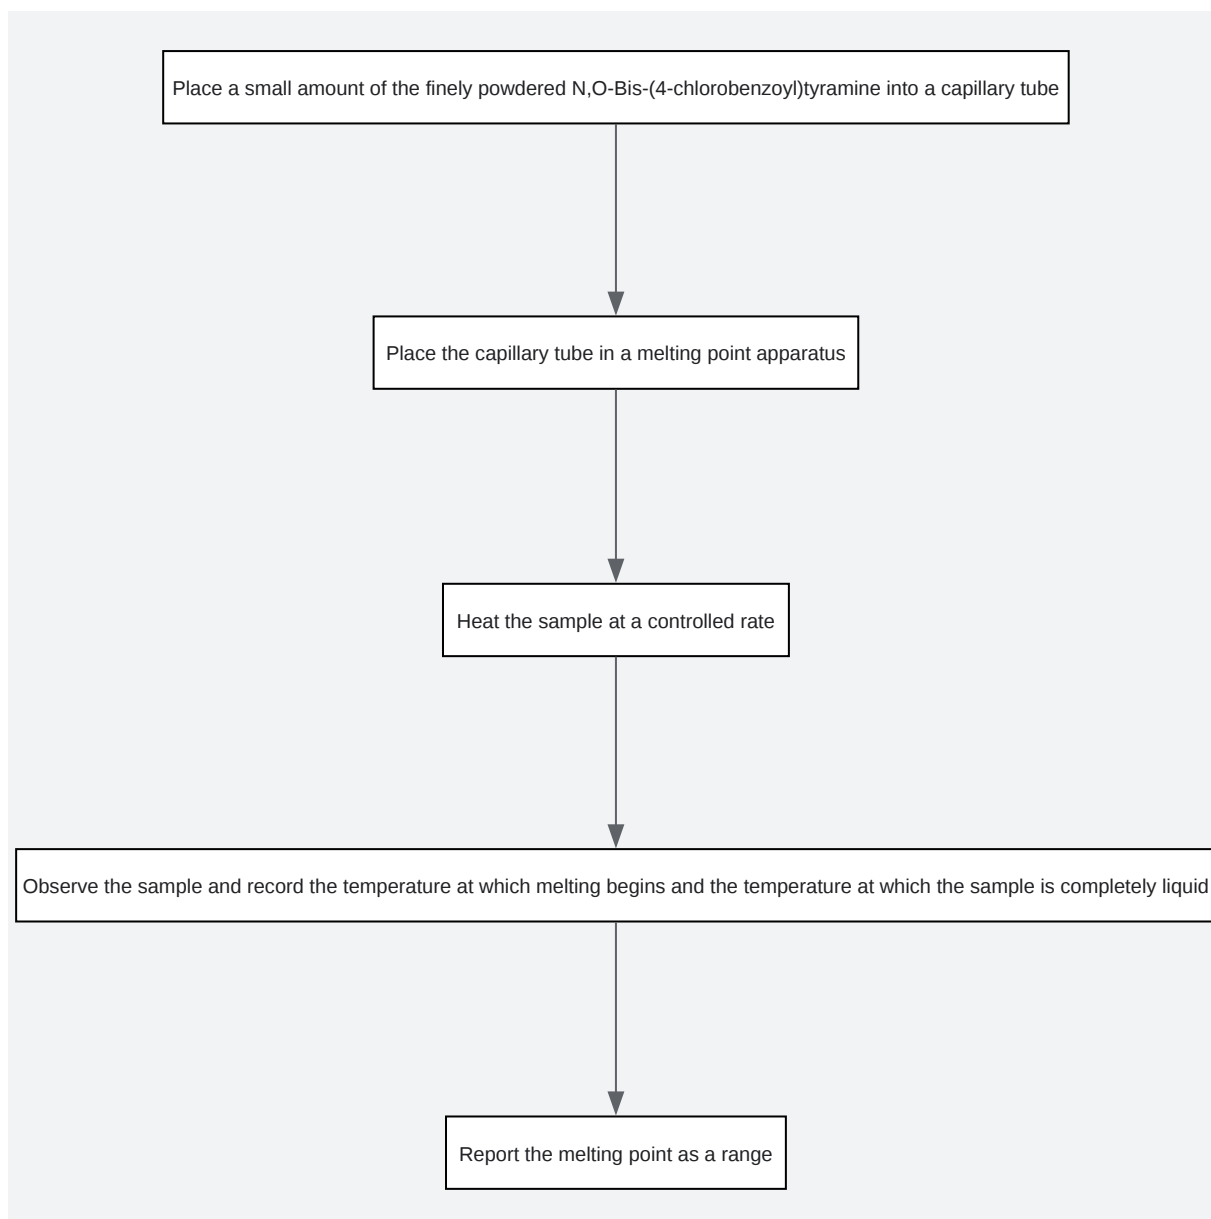 Place a small amount of the finely powdered N,O-Bis-(4-chlorobenzoyl)tyramine into a capillary tube
Place the capillary tube in a melting point apparatus
Heat the sample at a controlled rate
Observe the sample and record the temperature at which melting begins and the temperature at which the sample is completely liquid
Report the melting point as a range